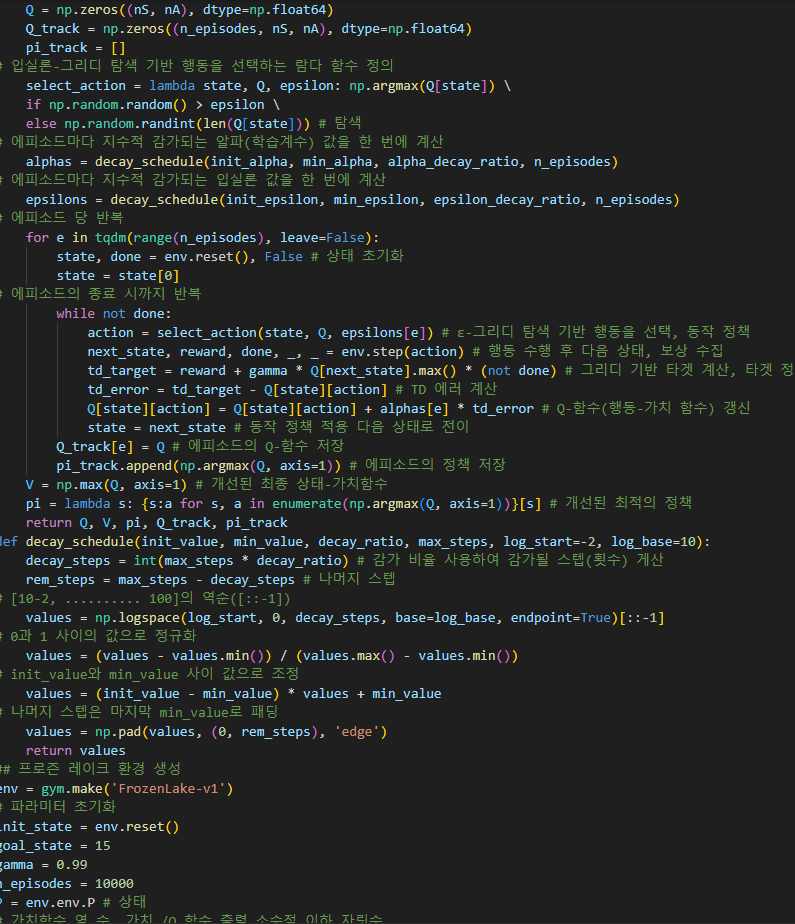 Q = np.zeros((nS, nA), dtype=np.float64)
Q_track = np.zeros((n_episodes, nS, nA), dtype=np.float64)
pi_track = []
# 입실론-그리디 탐색 기반 행동을 선택하는 람다 함수 정의
select_action = lambda state, Q, epsilon: np.argmax(Q[state]) \
if np.random.random() > epsilon \
else np.random.randint(len(Q[state])) # 탐색
# 에피소드마다 지수적 감가되는 알파(학습계수) 값을 한 번에 계산
alphas = decay_schedule(init_alpha, min_alpha, alpha_decay_ratio, n_episodes)
# 에피소드마다 지수적 감가되는 입실론 값을 한 번에 계산
epsilons = decay_schedule(init_epsilon, min_epsilon, epsilon_decay_ratio, n_episodes)
# 에피소드 당 반복
for e in tqdm(range(n_episodes), leave=False):
state, done = env.reset(), False # 상태 초기화
state = state[0]
# 에피소드의 종료 시까지 반복
while not done:
action = select_action(state, Q, epsilons[e]) # ε-그리디 탐색 기반 행동을 선택, 동작 정책
next_state, reward, done, _, _ = env.step(action) # 행동 수행 후 다음 상태, 보상 수집
td_target = reward + gamma * Q[next_state].max() * (not done) # 그리디 기반 타겟 계산, 타겟 정
td_error = td_target - Q[state][action] # TD 에러 계산
Q[state][action] = Q[state][action] + alphas[e] * td_error # Q-함수(행동-가치 함수) 갱신
state = next_state # 동작 정책 적용 다음 상태로 전이
Q_track[e] = Q # 에피소드의 Q-함수 저장
pi_track.append(np.argmax(Q, axis=1)) # 에피소드의 정책 저장
V = np.max(Q, axis=1) # 개선된 최종 상태-가치함수
pi = lambda s: {s:a for s, a in enumerate(np.argmax(Q, axis=1))}[s] # 개선된 최적의 정책
return Q, V, pi, Q_track, pi_track
def decay_schedule(init_value, min_value, decay_ratio, max_steps, log_start=-2, log_base=10):
decay_steps = int(max_steps * decay_ratio) # 감가 비율 사용하여 감가될 스텝(횟수) 게산
rem_steps = max_steps - decay_steps # 나머지 스텝
# [10-2, .......... 100]의 역순([::-1])
values = np.logspace(log_start, 0, decay_steps, base=log_base, endpoint=True)[::-1]
# 0과 1 사이의 값으로 정규화
values = (values - values.min()) / (values.max() - values.min())
# init_value와 min_value 사이 값으로 조정
values = (init_value - min_value) * values + min_value
# 나머지 스텝은 마지막 min_value로 패딩
values = np.pad(values, (0, rem_steps), 'edge')
return values
## 프로즌 레이크 환경 생성
env = gym.make('FrozenLake-v1')
# 파라미터 초기화
init_state = env.reset()
goal_state = 15
gamma = 0.99
n_episodes = 10000
P = env.env.P # 상태